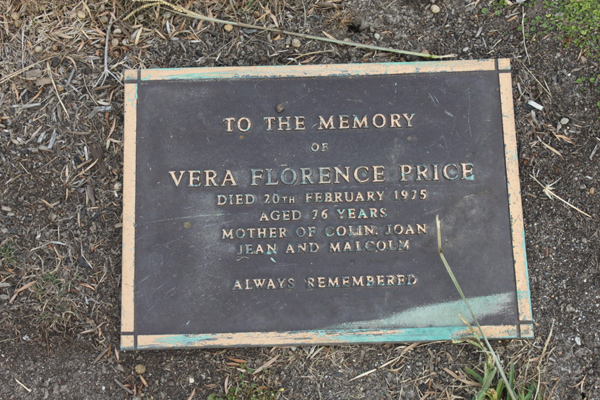 TO THE MEMORY
OF
VERA FLORENCE PRICE
DIED 20TH FEBRUARY 1975
AGED 76 YEARS
MOTHER OF COLIN, JOAN
JEAN AND MALCOLM
ALWAYS REMEMBERED